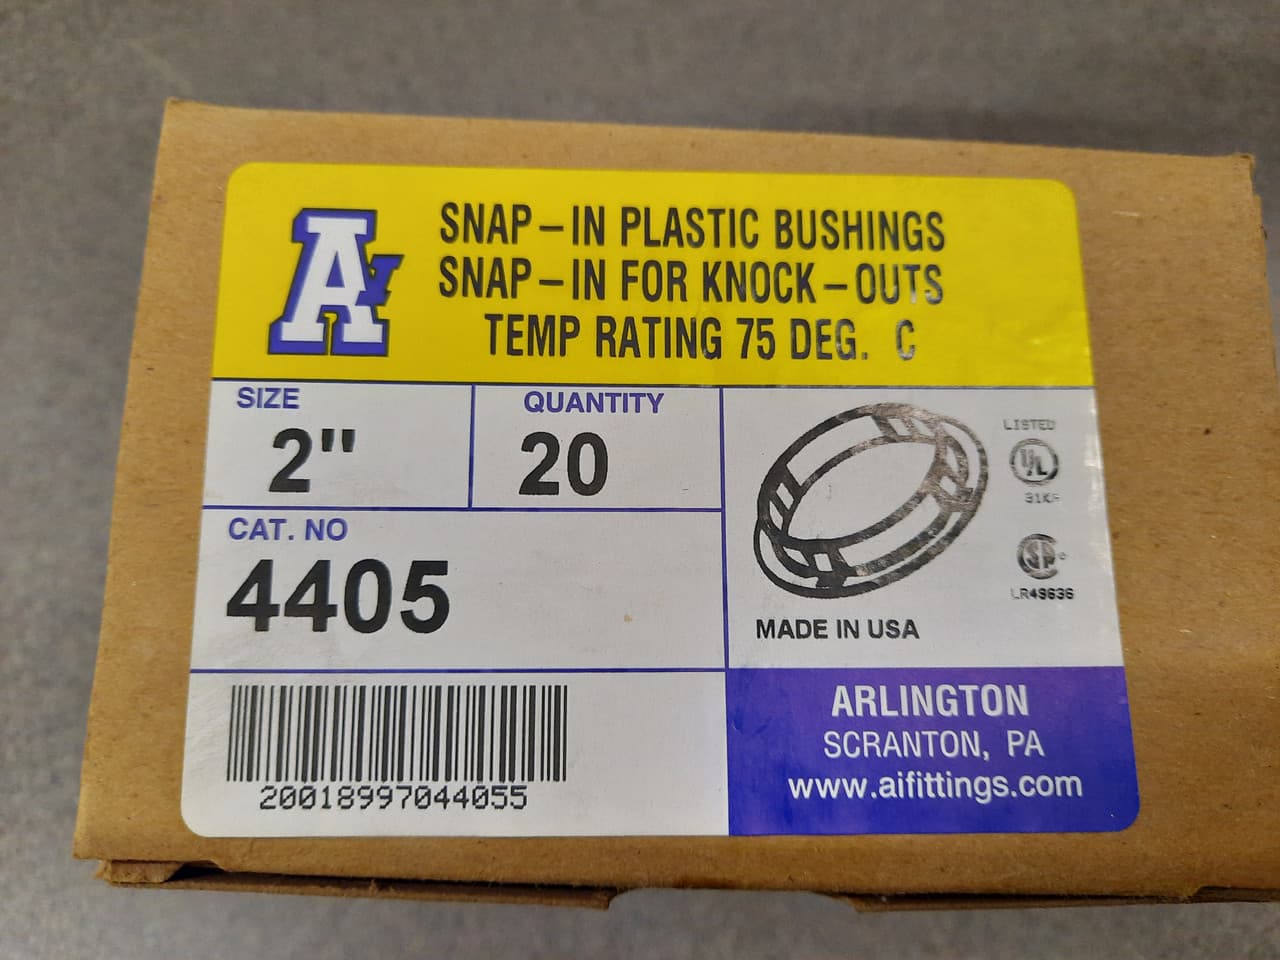 SNAP-IN PLASTIC BUSHINGS
SNAP-IN FOR KNOCK-OUTS
TEMP RATING 75 DEG. C
SIZE
2"
QUANTITY
20
CAT. NO
4405
LISTED
UL
MADE IN USA
LR49636
20018997044055
ARLINGTON
SCRANTON, PA
www.aifittings.com